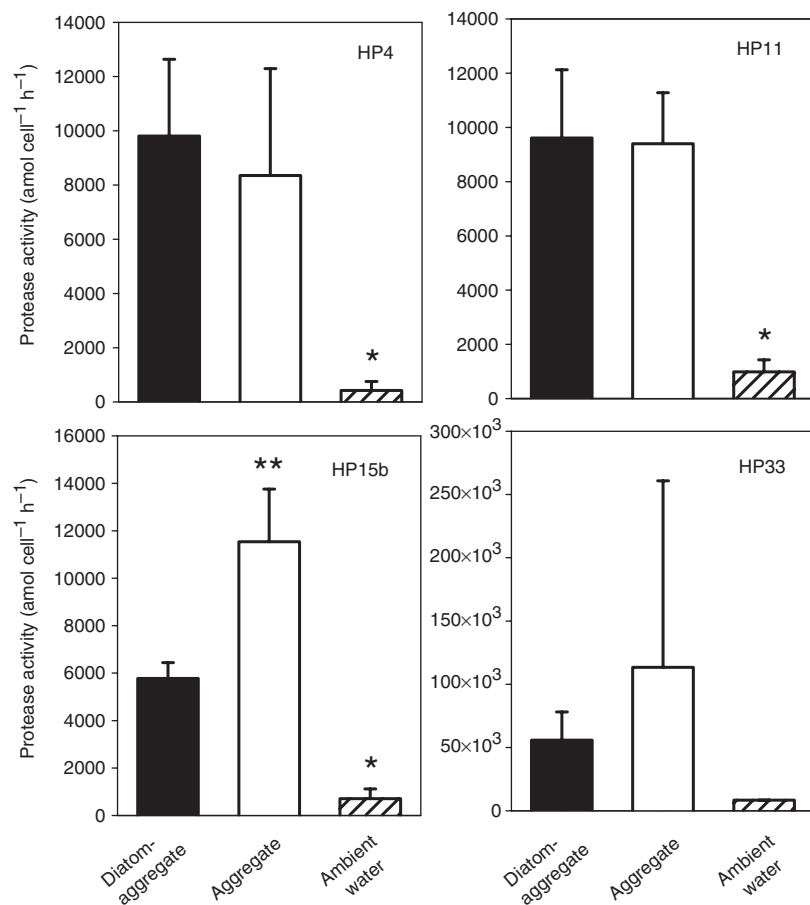 HP4
14000
12000
10000
8000
6000
4000
2000
0
Protease activity (amol cell⁻¹ h⁻¹)
*
HP11
14000
12000
10000
8000
6000
4000
2000
0
*
HP15b
16000
14000
12000
10000
8000
6000
4000
2000
0
Protease activity (amol cell⁻¹ h⁻¹)
**
*
HP33
300×10³
250×10³
200×10³
150×10³
100×10³
50×10³
0
Diatom-
aggregate
Aggregate
Ambient
water
Diatom-
aggregate
Aggregate
Ambient
water